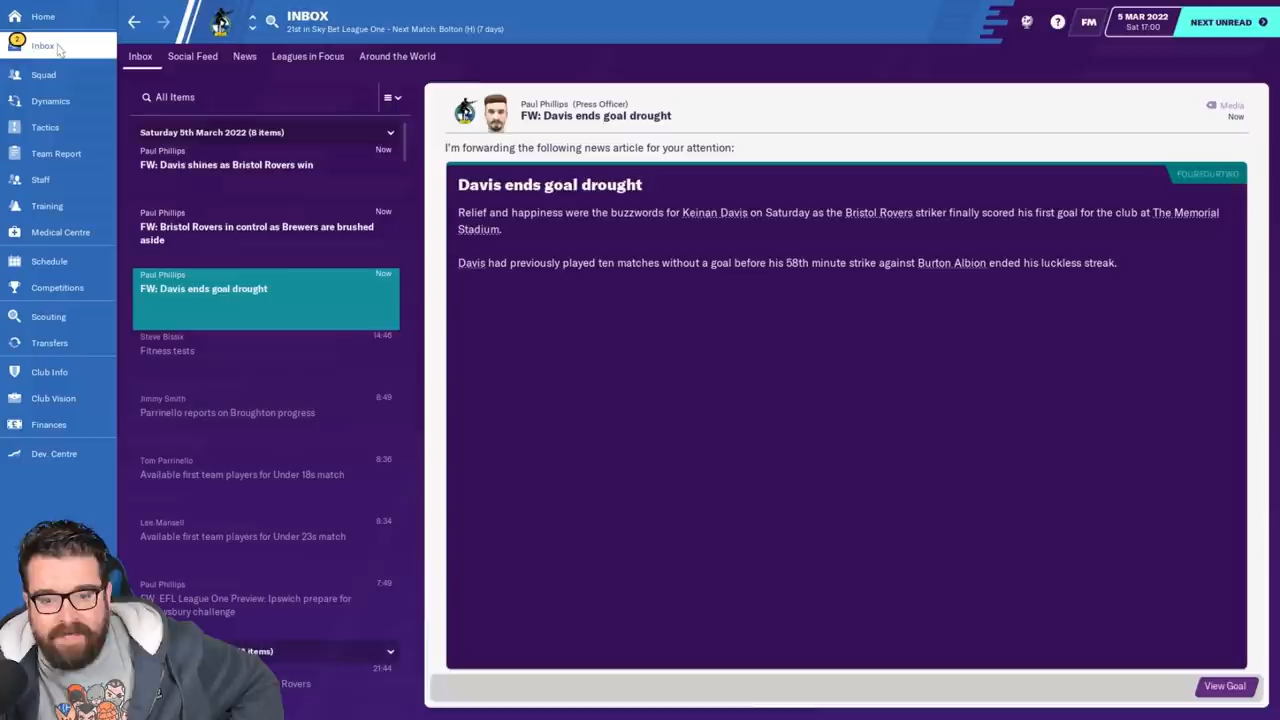 Home
2
Inbox
Squad
Dynamics
Tactics
Team Report
Staff
Training
Medical Centre
Schedule
Competitions
Scouting
Transfers
Club Info
Club Vision
Finances
Dev. Centre
INBOX
21st in Sky Bet League One - Next Match: Bolton (H) (7 days)
?
FM
5 MAR 2022
Sat 17:00
NEXT UNREAD
Inbox
Social Feed
News
Leagues in Focus
Around the World
All Items
Saturday 5th March 2022 (8 items)
Paul Phillips
Now
FW: Davis shines as Bristol Rovers win
Paul Phillips
Now
FW: Bristol Rovers in control as Brewers are brushed
aside
Paul Phillips
Now
FW: Davis ends goal drought
Steve Bissix
14:46
Fitness tests
Jimmy Smith
8:49
Parrinello reports on Broughton progress
Tom Parrinello
8:36
Available first team players for Under 18s match
Lee Mansell
8:34
Available first team players for Under 23s match
Paul Phillips
7:49
FW: EFL League One Preview: Ipswich prepare for
items)
21:44
Rovers
Paul Phillips (Press Officer)
FW: Davis ends goal drought
Media
Now
I'm forwarding the following news article for your attention:
FOURFOURTWO
Davis ends goal drought
Relief and happiness were the buzzwords for Keinan Davis on Saturday as the Bristol Rovers striker finally scored his first goal for the club at The Memorial
Stadium.
Davis had previously played ten matches without a goal before his 58th minute strike against Burton Albion ended his luckless streak.
View Goal